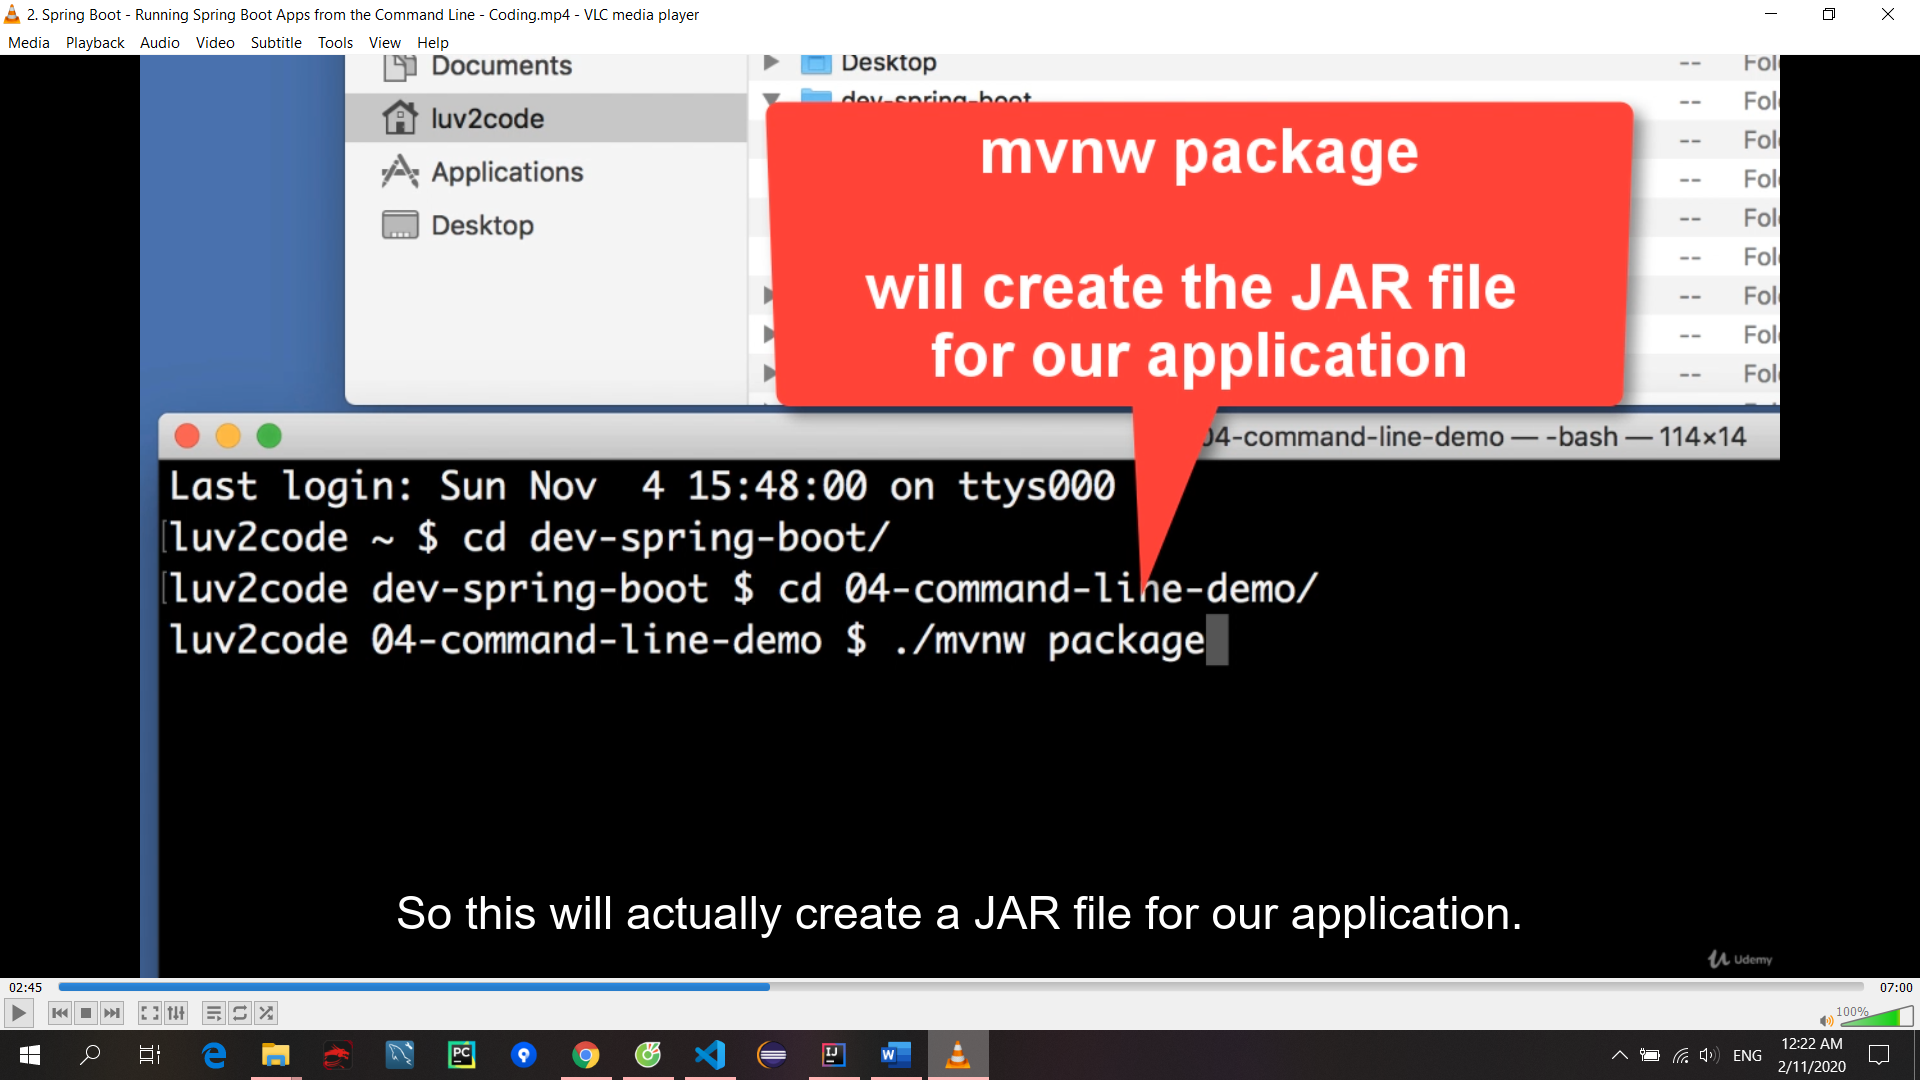 2. Spring Boot - Running Spring Boot Apps from the Command Line - Coding.mp4 - VLC media player
Media Playback Audio Video Subtitle Tools View Help
Documents
luv2code
Applications
Desktop
Desktop -- Fol
dev-spring-boot -- Fol
-- Fol
-- Fol
-- Fol
-- Fol
-- Fol
-- Fol
-- Fol
mvnw package
will create the JAR file
for our application
04-command-line-demo — -bash — 114×14
Last login: Sun Nov  4 15:48:00 on ttys000
[luv2code ~ $ cd dev-spring-boot/
[luv2code dev-spring-boot $ cd 04-command-line-demo/
luv2code 04-command-line-demo $ ./mvnw package
So this will actually create a JAR file for our application.
Udemy
02:45 07:00
100%
PC
IJ
W
ENG
12:22 AM
2/11/2020